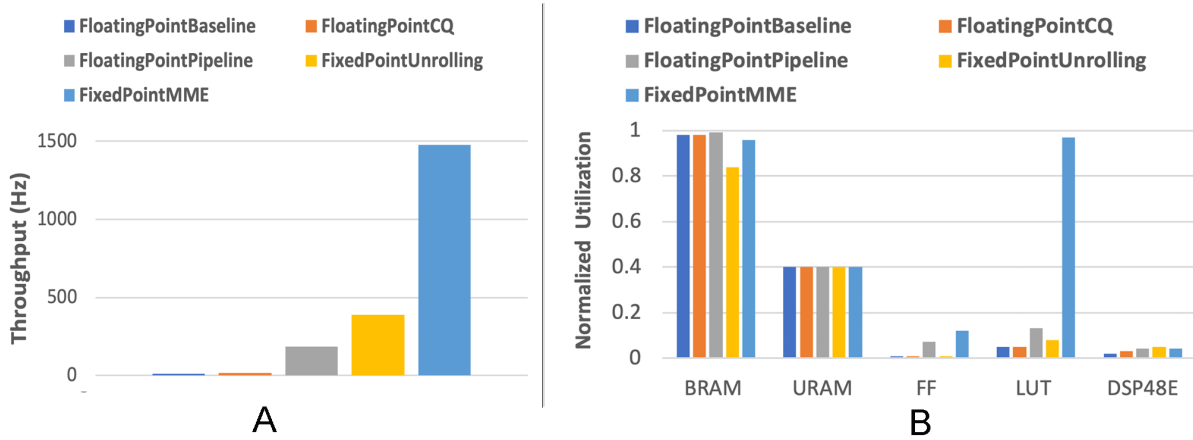 FloatingPointBaseline FloatingPointCQ
FloatingPointPipeline FixedPointUnrolling
FixedPointMME
Throughput (Hz)
1500
1000
500
0
A
FloatingPointBaseline FloatingPointCQ
FloatingPointPipeline FixedPointUnrolling
FixedPointMME
Normalized Utilization
1
0.8
0.6
0.4
0.2
0
BRAM URAM FF LUT DSP48E
B